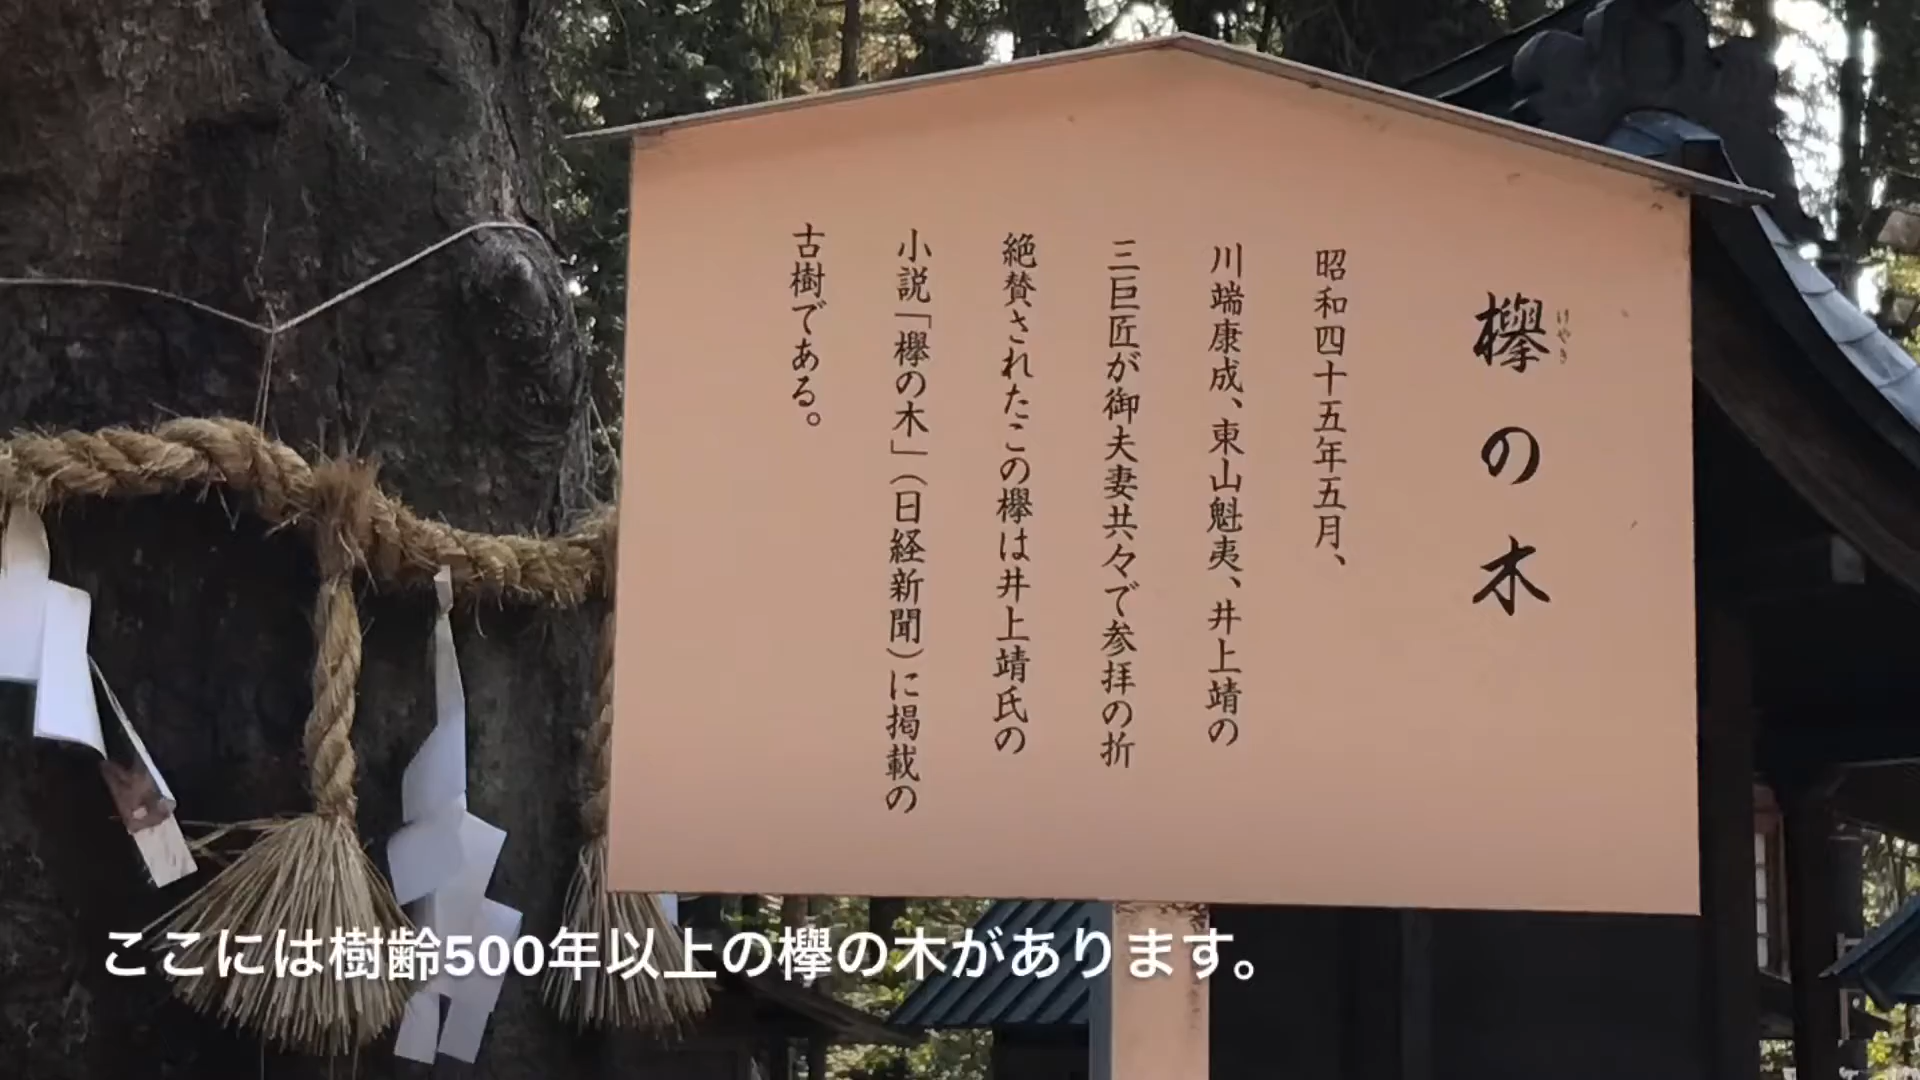 欅の木
けやき
昭和四十五年五月、
川端康成、東山魁夷、井上靖の
三巨匠が御夫妻共々で参拝の折
絶賛されたこの欅は井上靖氏の
小説「欅の木」(日経新聞)に掲載の
古樹である。
ここには樹齢500年以上の欅の木があります。